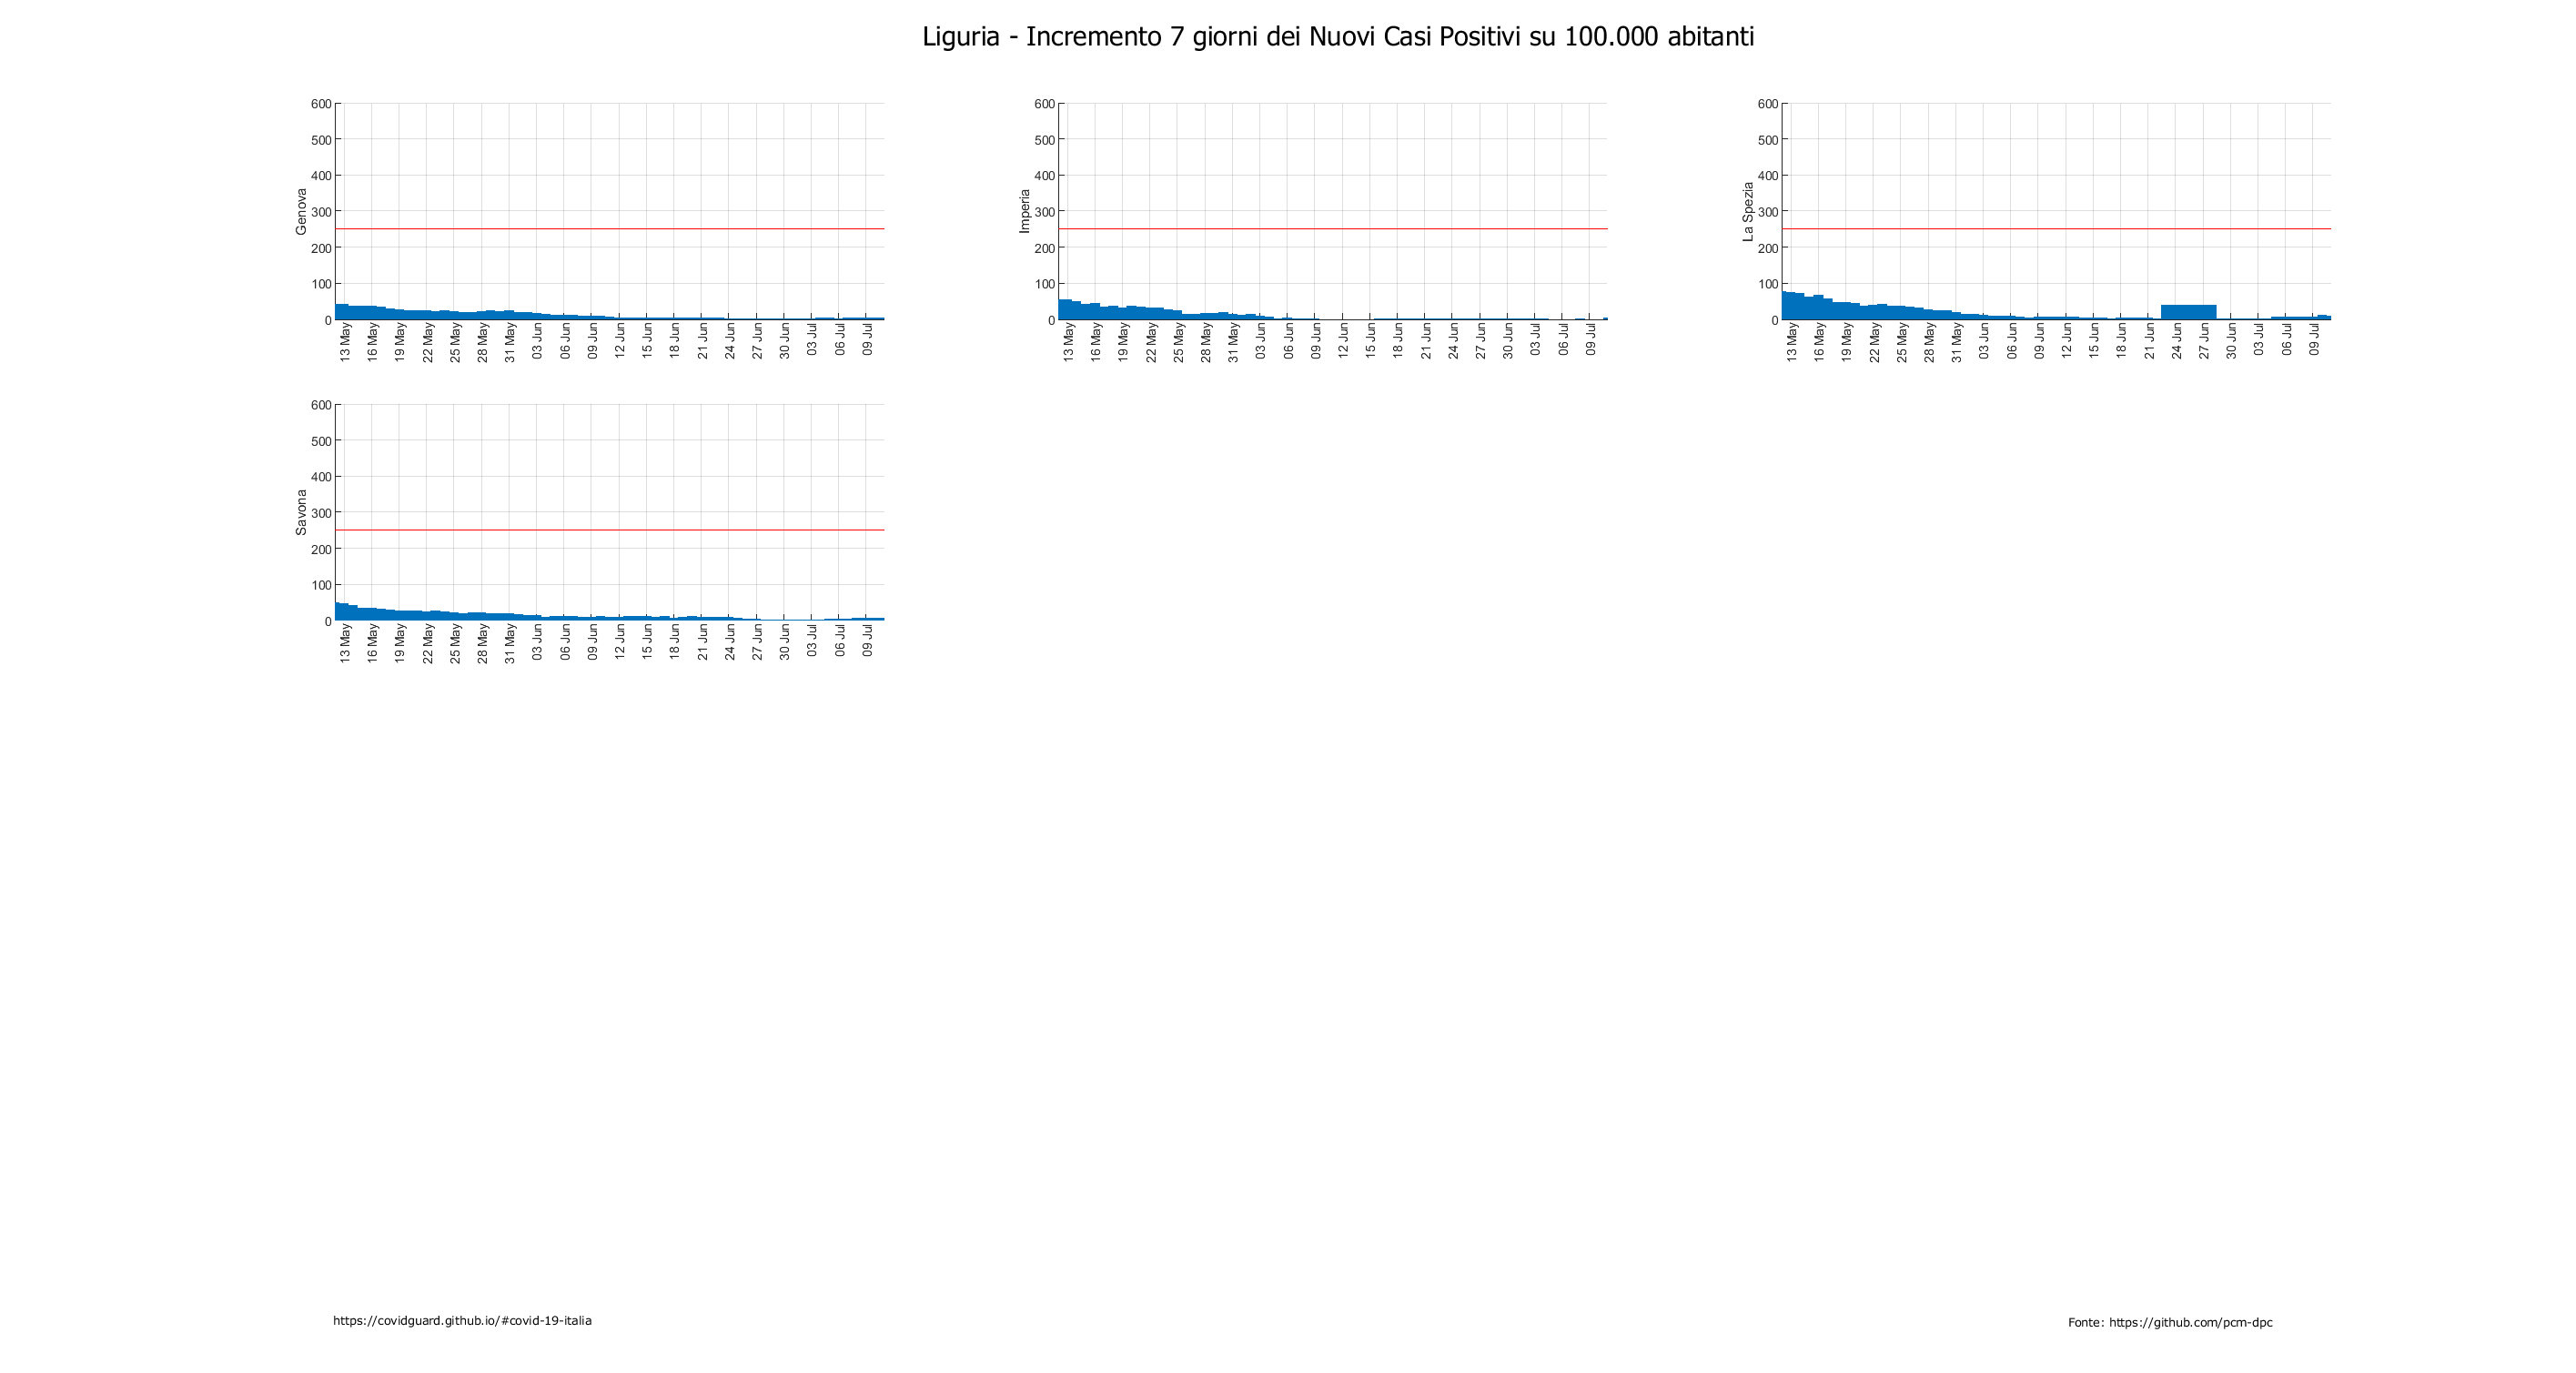 Liguria - Incremento 7 giorni dei Nuovi Casi Positivi su 100.000 abitanti
Genova
600
500
400
300
200
100
0
13 May 16 May 19 May 22 May 25 May 28 May 31 May 03 Jun 06 Jun 09 Jun 12 Jun 15 Jun 18 Jun 21 Jun 24 Jun 27 Jun 30 Jun 03 Jul 06 Jul 09 Jul
Imperia
600
500
400
300
200
100
0
13 May 16 May 19 May 22 May 25 May 28 May 31 May 03 Jun 06 Jun 09 Jun 12 Jun 15 Jun 18 Jun 21 Jun 24 Jun 27 Jun 30 Jun 03 Jul 06 Jul 09 Jul
La Spezia
600
500
400
300
200
100
0
13 May 16 May 19 May 22 May 25 May 28 May 31 May 03 Jun 06 Jun 09 Jun 12 Jun 15 Jun 18 Jun 21 Jun 24 Jun 27 Jun 30 Jun 03 Jul 06 Jul 09 Jul
Savona
600
500
400
300
200
100
0
13 May 16 May 19 May 22 May 25 May 28 May 31 May 03 Jun 06 Jun 09 Jun 12 Jun 15 Jun 18 Jun 21 Jun 24 Jun 27 Jun 30 Jun 03 Jul 06 Jul 09 Jul
https://covidguard.github.io/#covid-19-italia
Fonte: https://github.com/pcm-dpc